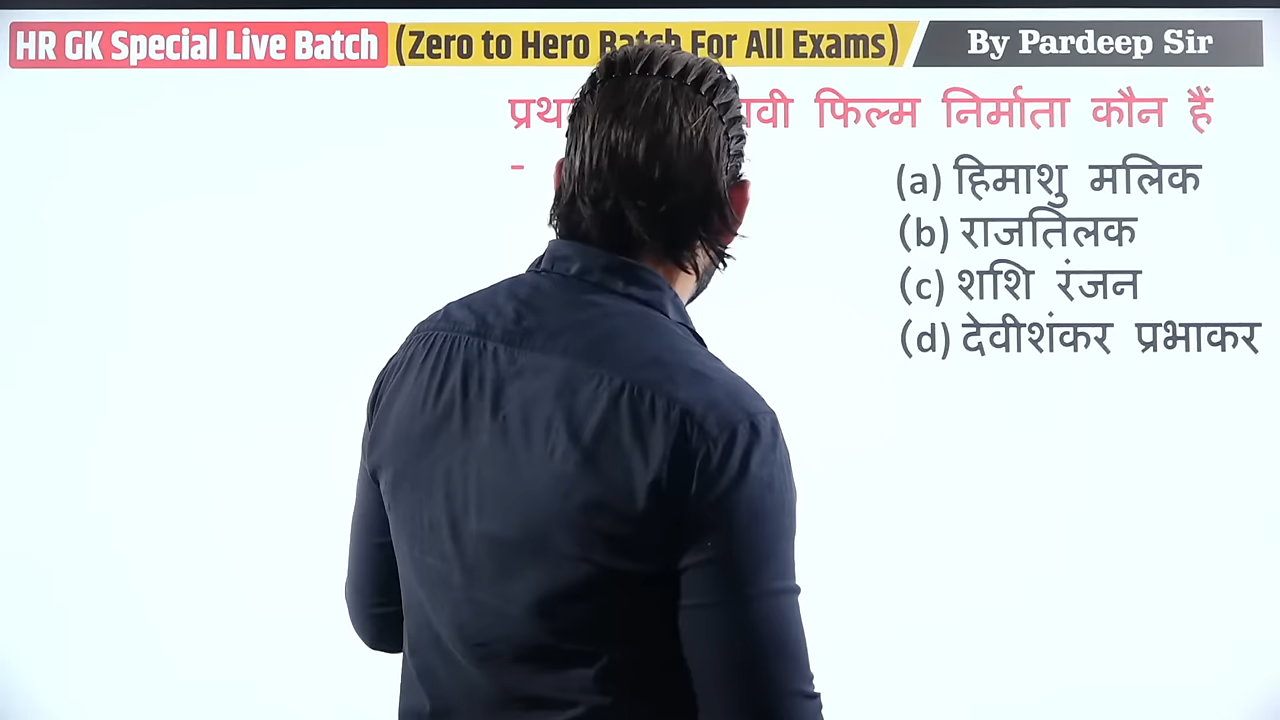 HR GK Special Live Batch (Zero to Hero Batch For All Exams) By Pardeep Sir
फिल्म निर्माता कौन हैं
-
(a) हिमाशु मलिक
(b) राजतिलक
(c) शशि रंजन
(d) देवीशंकर प्रभाकर